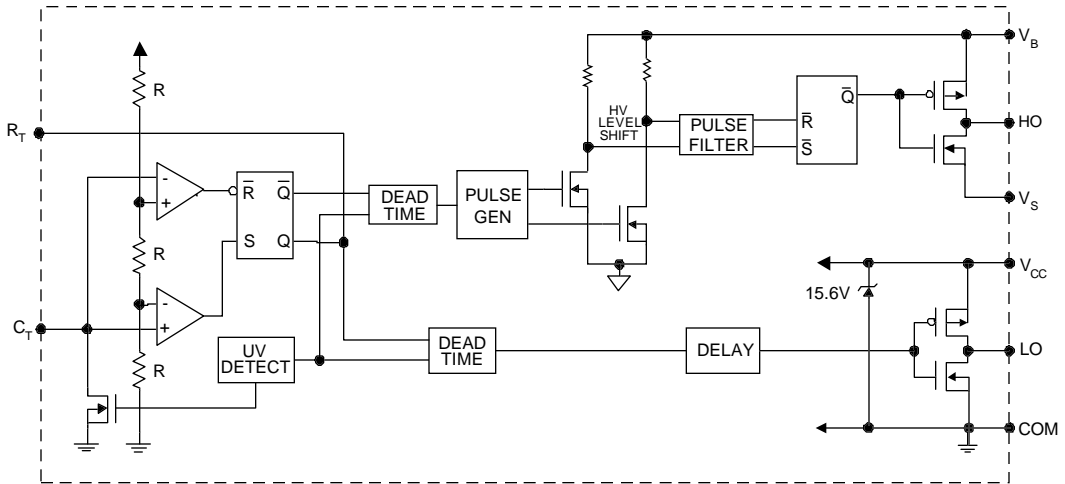 V_B
R
HV
LEVEL
SHIFT
Q̅
R_T
PULSE
FILTER
R̅
S̅
HO
-
+
R̅
Q̅
DEAD
TIME
PULSE
GEN
V_S
R
S
Q
V_CC
15.6V
-
+
C_T
R
UV
DETECT
DEAD
TIME
DELAY
LO
COM